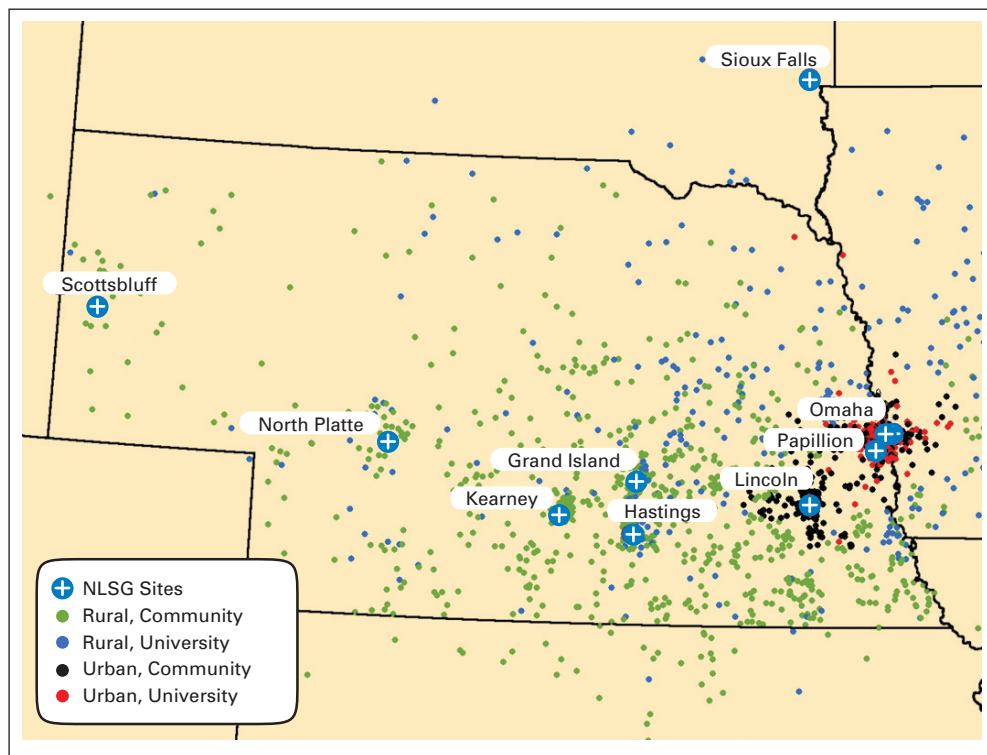 Sioux Falls
Scottsbluff
Omaha
North Platte
Papillion
Grand Island
Lincoln
Kearney
Hastings
NLSG Sites
Rural, Community
Rural, University
Urban, Community
Urban, University